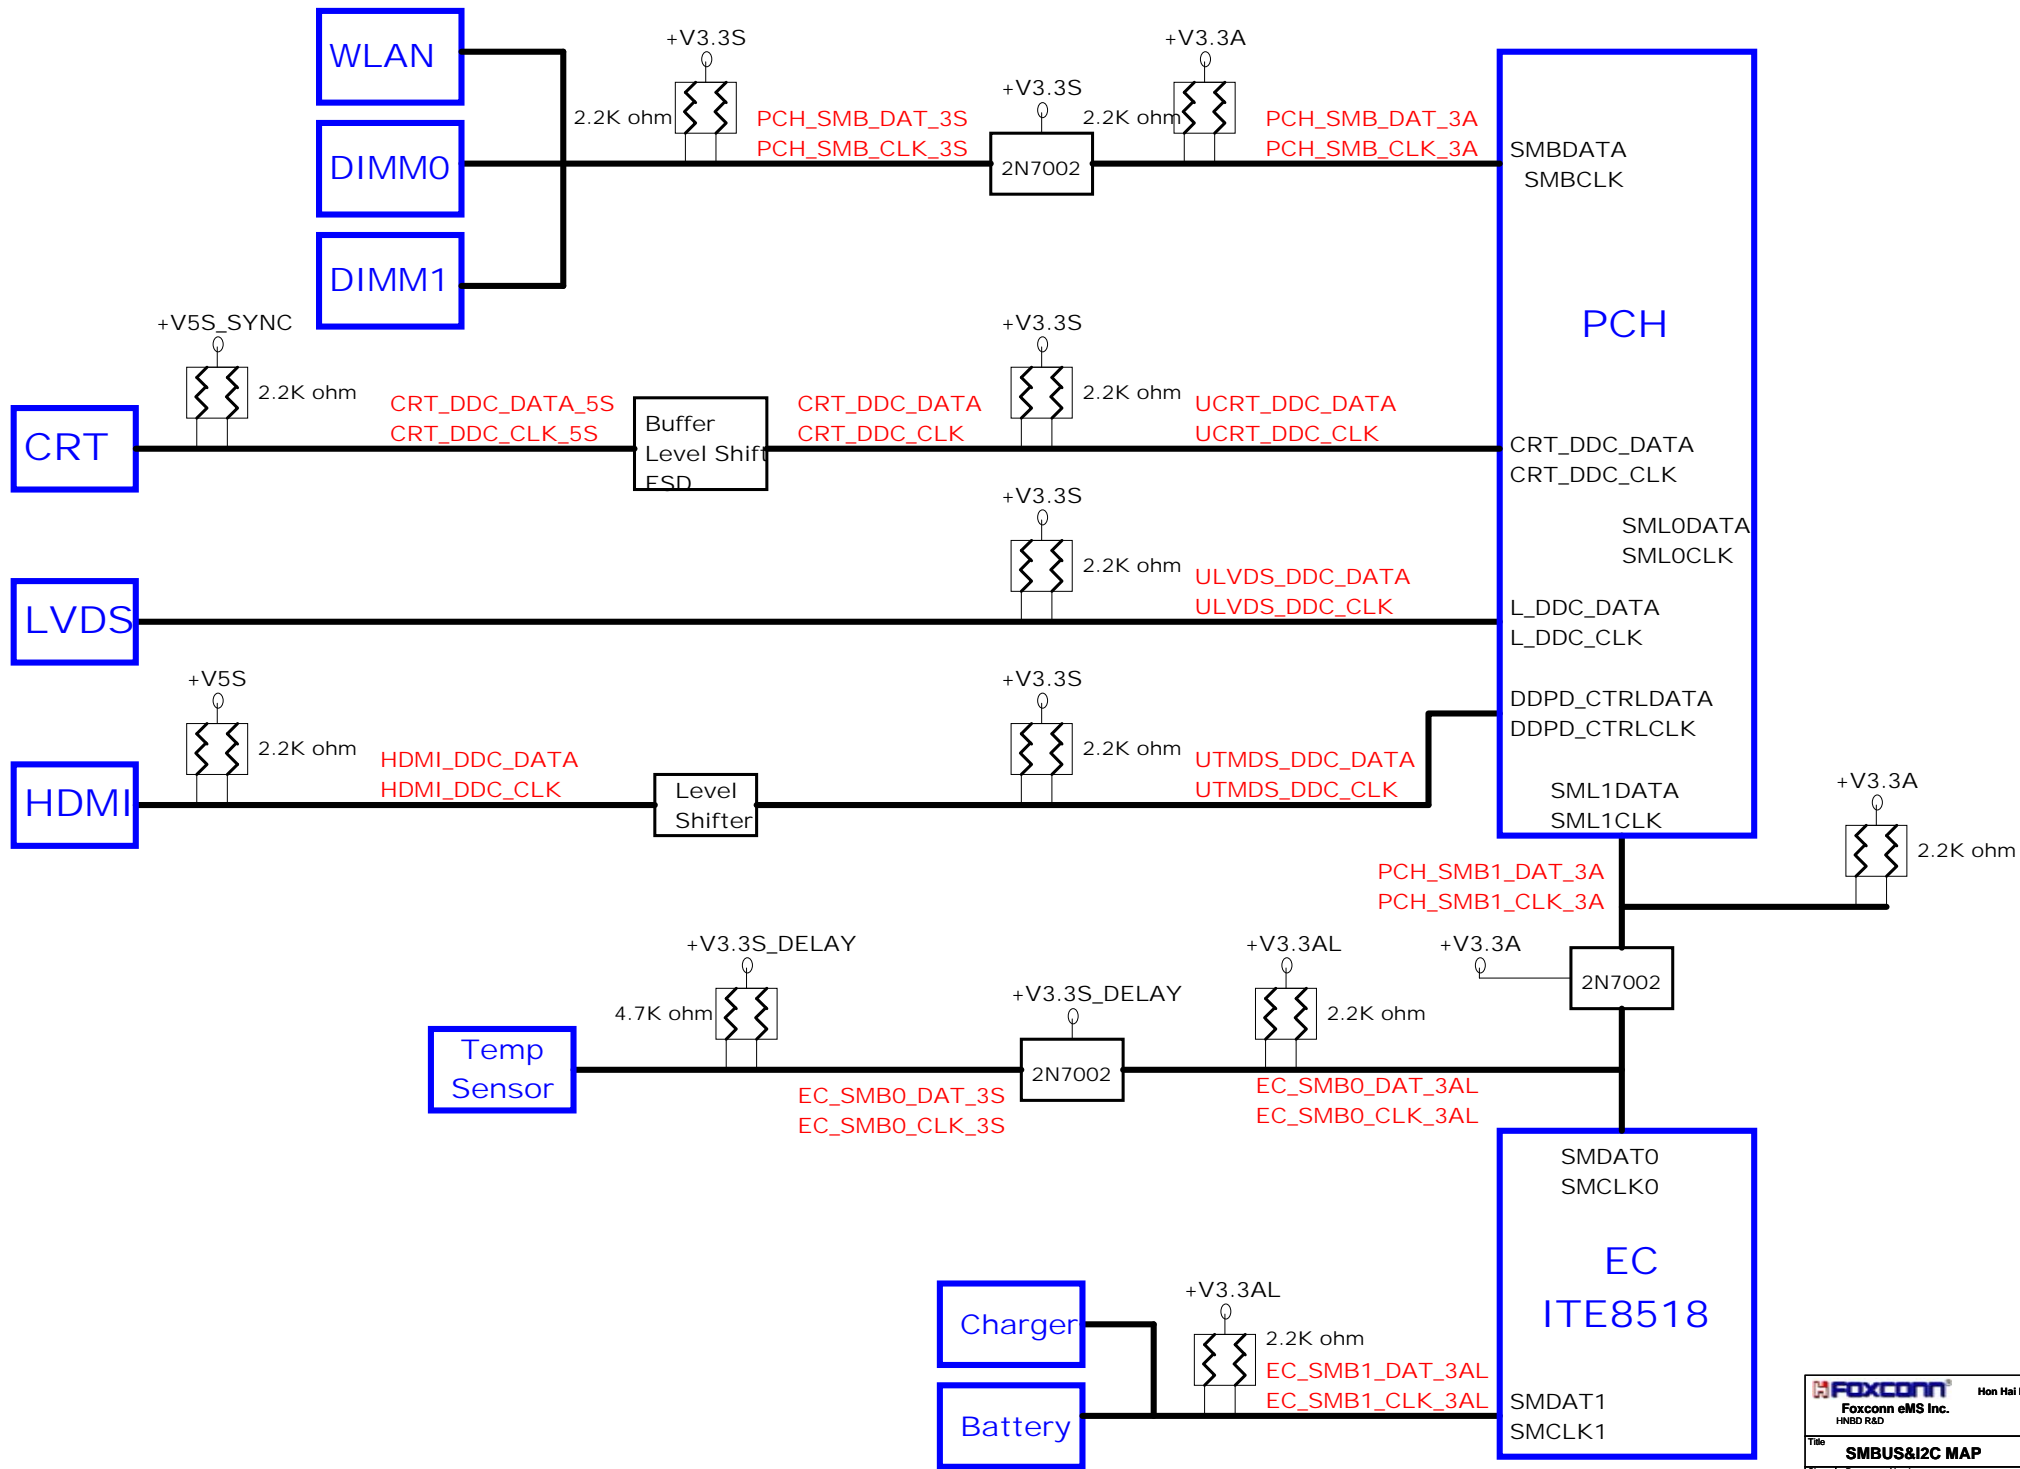 WLAN
DIMM0
DIMM1
+V3.3S
2.2K ohm
PCH_SMB_DAT_3S
PCH_SMB_CLK_3S
+V3.3S
2N7002
+V3.3A
2.2K ohm
PCH_SMB_DAT_3A
PCH_SMB_CLK_3A
SMBDATA
SMBCLK
PCH
+V5S_SYNC
2.2K ohm
CRT
CRT_DDC_DATA_5S
CRT_DDC_CLK_5S
Buffer
Level Shift
ESD
CRT_DDC_DATA
CRT_DDC_CLK
+V3.3S
2.2K ohm
UCRT_DDC_DATA
UCRT_DDC_CLK
CRT_DDC_DATA
CRT_DDC_CLK
SML0DATA
SML0CLK
LVDS
+V3.3S
2.2K ohm
ULVDS_DDC_DATA
ULVDS_DDC_CLK
L_DDC_DATA
L_DDC_CLK
+V5S
2.2K ohm
HDMI
HDMI_DDC_DATA
HDMI_DDC_CLK
Level
Shifter
+V3.3S
2.2K ohm
UTMDS_DDC_DATA
UTMDS_DDC_CLK
DDPD_CTRLDATA
DDPD_CTRLCLK
SML1DATA
SML1CLK
+V3.3A
2.2K ohm
PCH_SMB1_DAT_3A
PCH_SMB1_CLK_3A
+V3.3A
2N7002
Temp
Sensor
+V3.3S_DELAY
4.7K ohm
EC_SMB0_DAT_3S
EC_SMB0_CLK_3S
+V3.3S_DELAY
2N7002
+V3.3AL
2.2K ohm
EC_SMB0_DAT_3AL
EC_SMB0_CLK_3AL
SMDAT0
SMCLK0
EC
ITE8518
Charger
Battery
+V3.3AL
2.2K ohm
EC_SMB1_DAT_3AL
EC_SMB1_CLK_3AL
SMDAT1
SMCLK1
FOXCONN® Hon Hai
Foxconn eMS Inc.
HNBD R&D
Title
SMBUS&I2C MAP